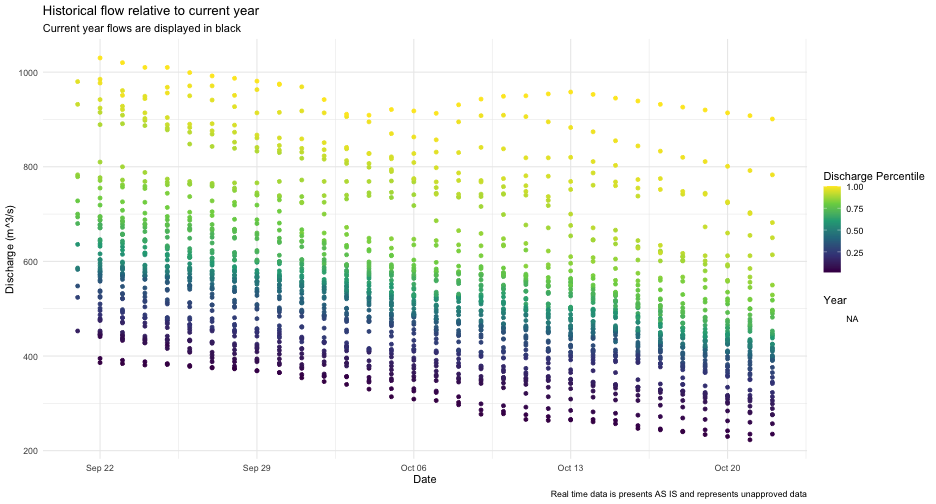 Historical flow relative to current year
Current year flows are displayed in black
1000
800
600
400
200
Discharge (m^3/s)
Sep 22
Sep 29
Oct 06
Oct 13
Oct 20
Date
Discharge Percentile
1.00
0.75
0.50
0.25
Year
NA
Real time data is presents AS IS and represents unapproved data